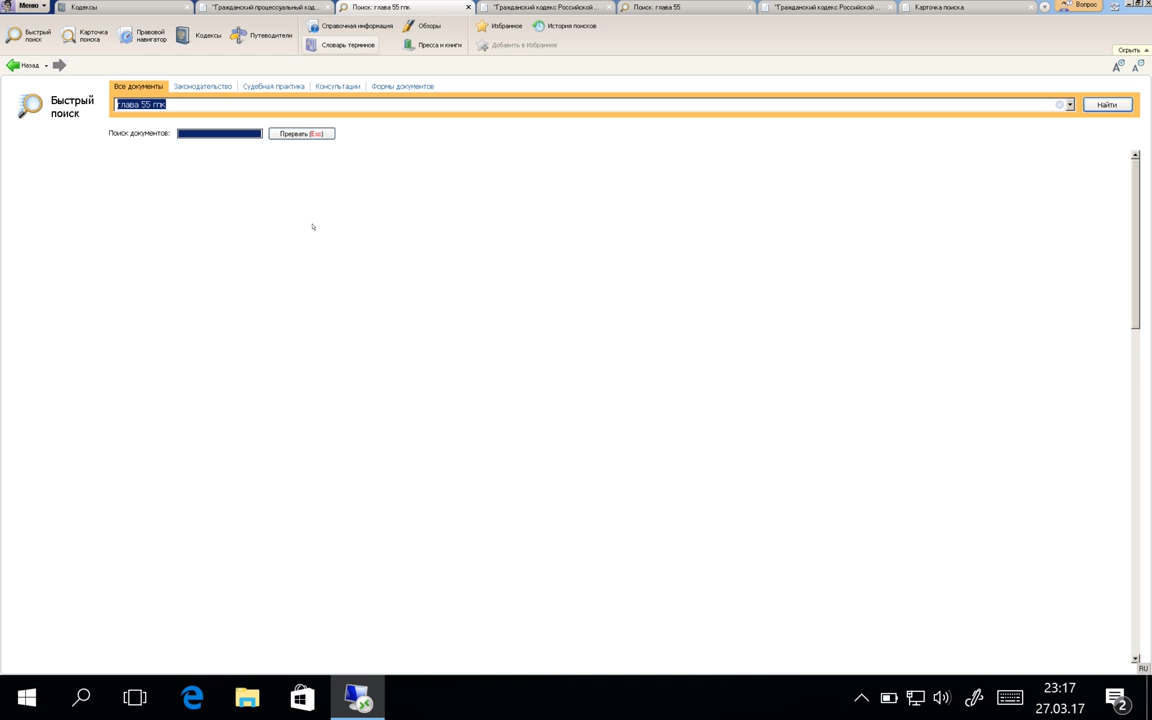 Меню
Кодексы
"Гражданский процессуальный код...
Поиск: глава 55 гпк
"Гражданский кодекс Российской ...
Поиск: глава 55
"Гражданский кодекс Российской ...
Карточка поиска
Вопрос
Быстрый поиск
Карточка поиска
Правовой навигатор
Кодексы
Путеводители
Справочная информация
Обзоры
Словарь терминов
Пресса и книги
Избранное
История поисков
Добавить в Избранное
Скрыть
Назад
Быстрый
поиск
Все документы
Законодательство
Судебная практика
Консультации
Формы документов
глава 55 гпк
Найти
Поиск документов:
Прервать (Esc)
RU
23:17
27.03.17
2